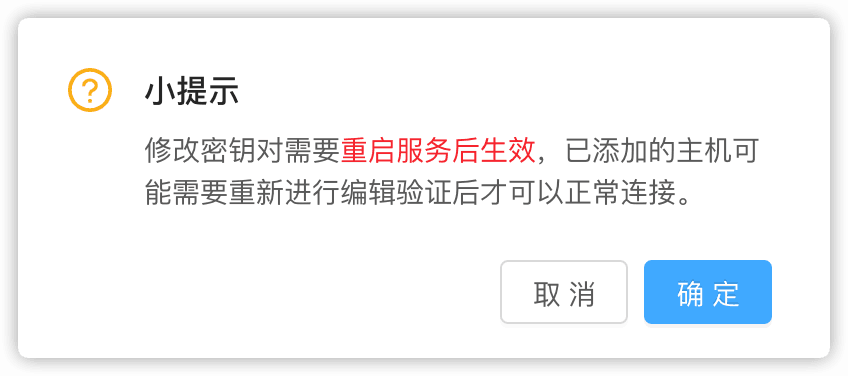 小提示
修改密钥对需要重启服务后生效，已添加的主机可
能需要重新进行编辑验证后才可以正常连接。
取 消
确 定